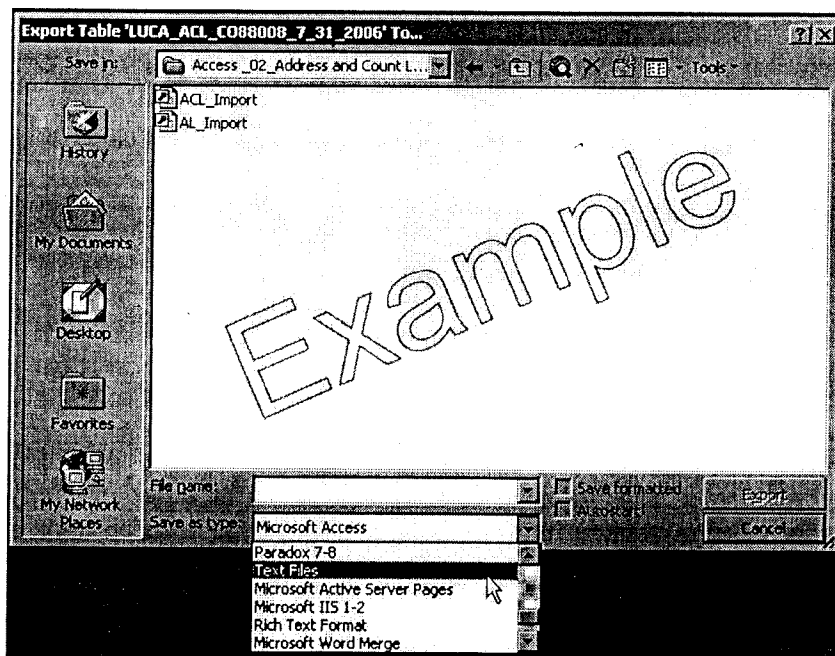 Export Table 'LUCA_ACL_CO88008_7_31_2006' To...
Save in:
Access _02_Address and Count L...
Tools
History
My Documents
Desktop
Favorites
My Network Places
ACL_Import
AL_Import
Example
File name:
Save formatted
Autostart
Export
Save as type:
Microsoft Access
Cancel
Paradox 7-8
Text Files
Microsoft Active Server Pages
Microsoft IIS 1-2
Rich Text Format
Microsoft Word Merge